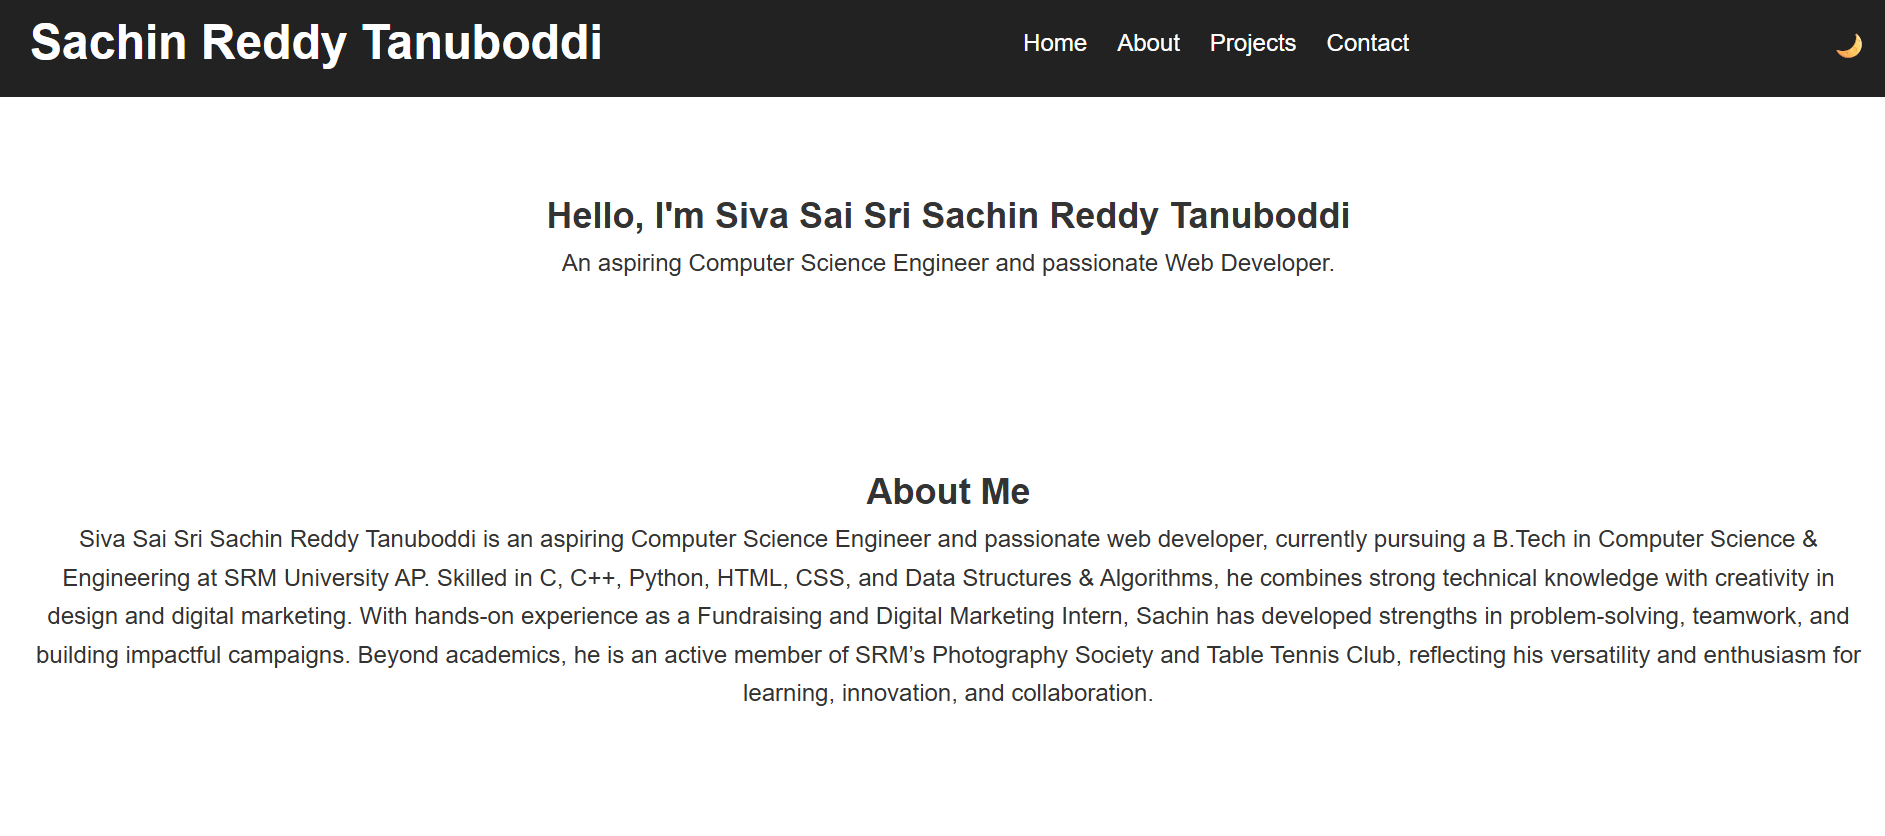 Sachin Reddy Tanuboddi
Home About Projects Contact
Hello, I'm Siva Sai Sri Sachin Reddy Tanuboddi
An aspiring Computer Science Engineer and passionate Web Developer.
About Me
Siva Sai Sri Sachin Reddy Tanuboddi is an aspiring Computer Science Engineer and passionate web developer, currently pursuing a B.Tech in Computer Science &
Engineering at SRM University AP. Skilled in C, C++, Python, HTML, CSS, and Data Structures & Algorithms, he combines strong technical knowledge with creativity in
design and digital marketing. With hands-on experience as a Fundraising and Digital Marketing Intern, Sachin has developed strengths in problem-solving, teamwork, and
building impactful campaigns. Beyond academics, he is an active member of SRM’s Photography Society and Table Tennis Club, reflecting his versatility and enthusiasm for
learning, innovation, and collaboration.